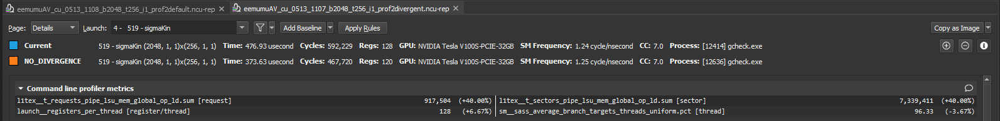 eemumuAV_cu_0513_1108_b2048_t256_i1_prof2default.ncu-rep eemumuAV_cu_0513_1107_b2048_t256_i1_prof2divergent.ncu-rep
Page: Details Launch: 4 - 519 - sigmaKin Add Baseline Apply Rules Copy as Image
Current 519 - sigmaKin (2048, 1, 1)x(256, 1, 1) Time: 476.93 usecond Cycles: 592,229 Regs: 128 GPU: NVIDIA Tesla V100S-PCIE-32GB SM Frequency: 1.24 cycle/nsecond CC: 7.0 Process: [12414] gcheck.exe
NO_DIVERGENCE 519 - sigmaKin (2048, 1, 1)x(256, 1, 1) Time: 373.63 usecond Cycles: 467,720 Regs: 120 GPU: NVIDIA Tesla V100S-PCIE-32GB SM Frequency: 1.25 cycle/nsecond CC: 7.0 Process: [12636] gcheck.exe
Command line profiler metrics
l1tex__t_requests_pipe_lsu_mem_global_op_ld.sum [request] 917,504 (+40.00%) l1tex__t_sectors_pipe_lsu_mem_global_op_ld.sum [sector] 7,339,411 (+40.00%)
launch__registers_per_thread [register/thread] 128 (+6.67%) sm__sass_average_branch_targets_threads_uniform.pct [thread] 96.33 (-3.67%)